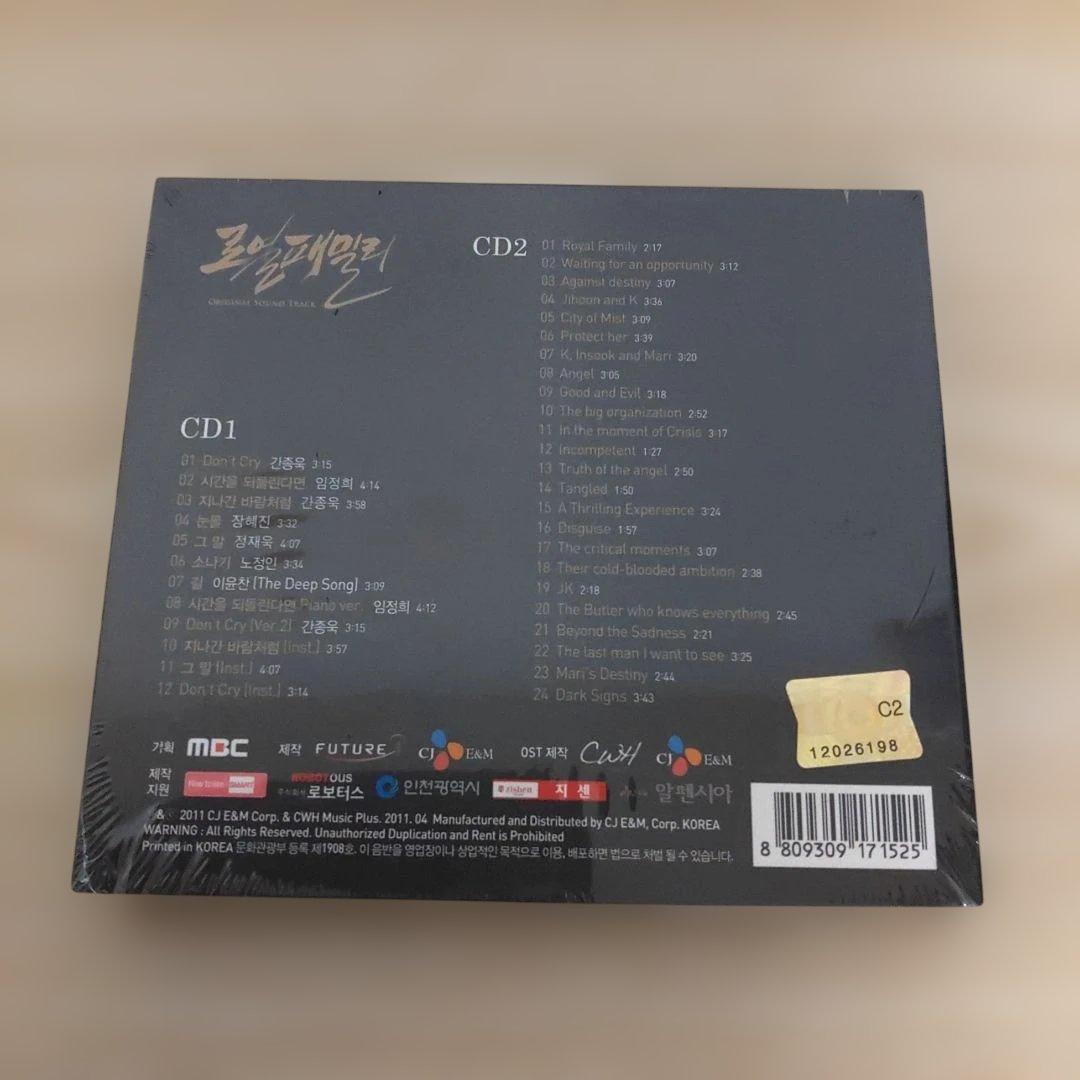 로열패밀리
ORIGINAL SOUND TRACK
CD1
01 Don't Cry 간종욱 3:15
02 시간을 되돌린다면 임정희 4:14
03 지나간 바람처럼 간종욱 3:58
04 눈물 장혜진 3:32
05 그 말 정재욱 4:07
06 소나기 노정인 3:34
07 길 이윤찬 [The Deep Song] 3:09
08 시간을 되돌린다면 Piano ver. 임정희 4:12
09 Don't Cry [Ver.2] 간종욱 3:15
10 지나간 바람처럼 [Inst.] 3:57
11 그 말 [Inst.] 4:07
12 Don't Cry [Inst.] 3:14
CD2
01 Royal Family 2:17
02 Waiting for an opportunity 3:12
03 Against destiny 3:07
04 Jihoon and K 3:36
05 City of Mist 3:09
06 Protect her 3:39
07 K, Insook and Mari 3:20
08 Angel 3:05
09 Good and Evil 3:18
10 The big organization 2:52
11 In the moment of Crisis 3:17
12 Incompetent 1:27
13 Truth of the angel 2:50
14 Tangled 1:50
15 A Thrilling Experience 3:24
16 Disguise 1:57
17 The critical moments 3:07
18 Their cold-blooded ambition 2:38
19 JK 2:18
20 The Butler who knows everything 2:45
21 Beyond the Sadness 2:21
22 The last man I want to see 3:25
23 Mari's Destiny 2:44
24 Dark Signs 3:43
C2
12026198
기획 MBC 제작 FUTURE CJ E&M OST 제작 CWH CJ E&M
제작 지원 ROBOTOUS 주식회사 로보터스 인천광역시 zishen 지센 알펜시아
& 2011 CJ E&M Corp. & CWH Music Plus. 2011. 04 Manufactured and Distributed by CJ E&M, Corp. KOREA
WARNING : All Rights Reserved. Unauthorized Duplication and Rent is Prohibited
Printed in KOREA 문화관광부 등록 제1908호. 이 음반을 영업장이나 상업적인 목적으로 이용, 배포하면 법으로 처벌 될 수 있습니다.
8 809309 171525